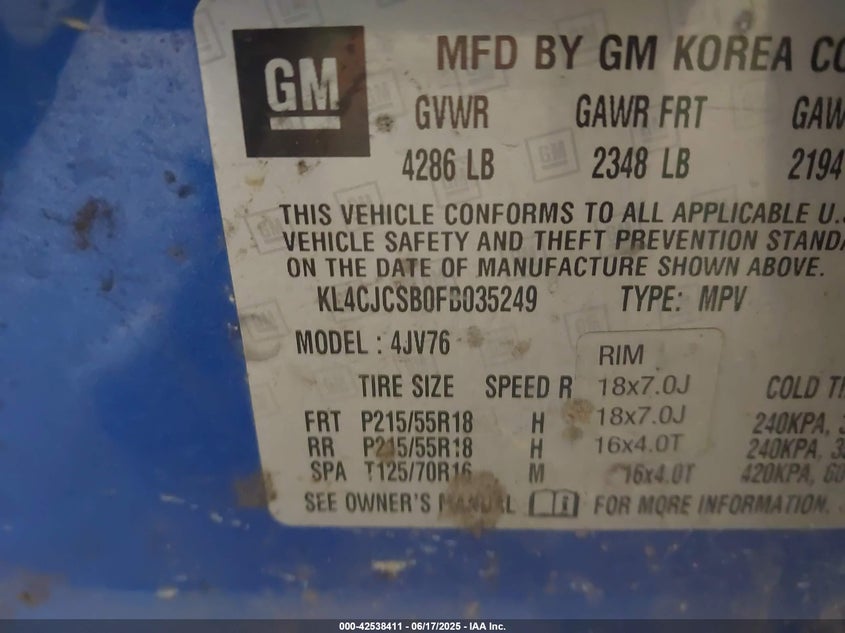 GM
MFD BY GM KOREA CO
GVWR GAWR FRT GAW
4286 LB 2348 LB 2194
THIS VEHICLE CONFORMS TO ALL APPLICABLE U.S
VEHICLE SAFETY AND THEFT PREVENTION STANDA
ON THE DATE OF MANUFACTURE SHOWN ABOVE.
KL4CJCSB0FB035249 TYPE: MPV
MODEL : 4JV76
RIM
TIRE SIZE SPEED R 18x7.0J COLD TI
FRT P215/55R18 H 18x7.0J 240KPA, 3
RR P215/55R18 H 16x4.0T 240KPA, 3
SPA T125/70R16 M 16x4.0T 420KPA, 60
SEE OWNER'S MANUAL FOR MORE INFORMATION.
000-42538411 - 06/17/2025 - IAA Inc.